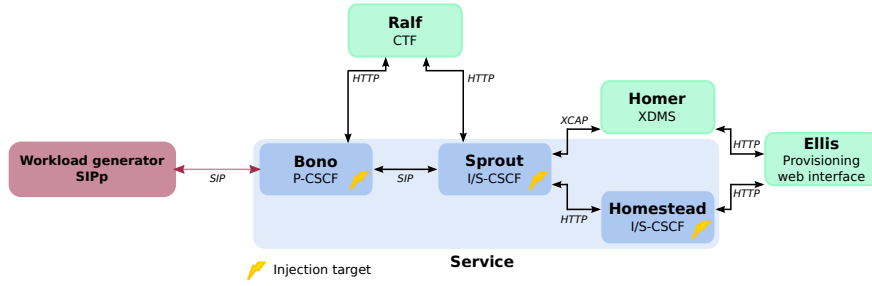 Ralf
CTF
HTTP
HTTP
Homer
XDMS
XCAP
HTTP
Ellis
Provisioning
web interface
Workload generator
SIPp
SIP
Bono
P-CSCF
SIP
Sprout
I/S-CSCF
HTTP
Homestead
I/S-CSCF
HTTP
Service
Injection target